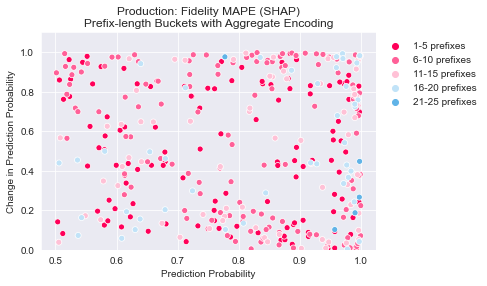 Production: Fidelity MAPE (SHAP)
Prefix-length Buckets with Aggregate Encoding
Change in Prediction Probability
1.0
0.8
0.6
0.4
0.2
0.0
0.5 0.6 0.7 0.8 0.9 1.0
Prediction Probability
1-5 prefixes
6-10 prefixes
11-15 prefixes
16-20 prefixes
21-25 prefixes